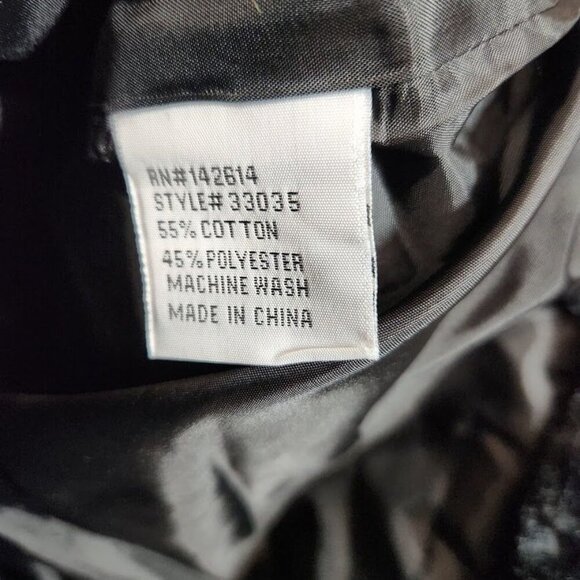 RN#142614
STYLE#33035
55% COTTON
45% POLYESTER
MACHINE WASH
MADE IN CHINA